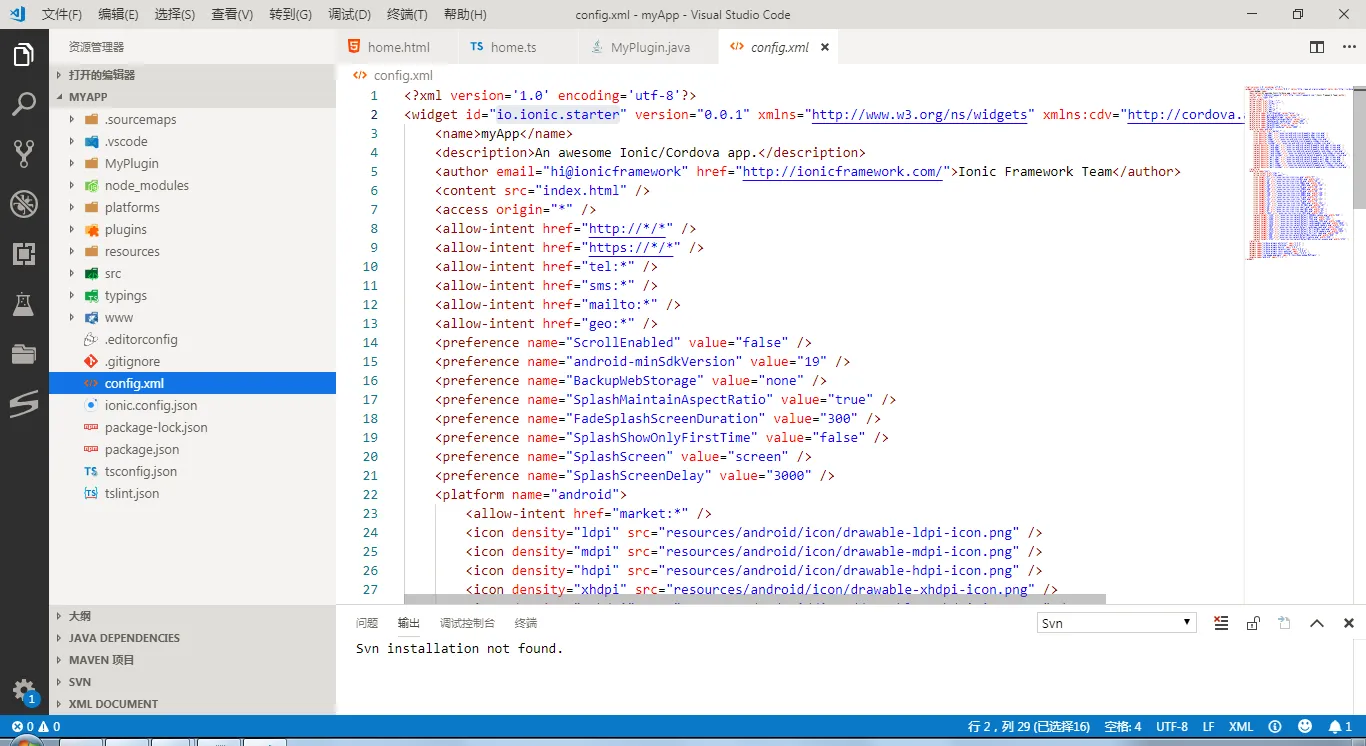 文件(F) 编辑(E) 选择(S) 查看(V) 转到(G) 调试(D) 终端(T) 帮助(H) config.xml - myApp - Visual Studio Code
资源管理器
打开的编辑器
MYAPP
.sourcemaps
.vscode
MyPlugin
node_modules
platforms
plugins
resources
src
typings
www
.editorconfig
.gitignore
config.xml
ionic.config.json
package-lock.json
package.json
TS tsconfig.json
TS tslint.json
大纲
JAVA DEPENDENCIES
MAVEN 项目
SVN
XML DOCUMENT
1
home.html TS home.ts MyPlugin.java config.xml
config.xml
1 <?xml version='1.0' encoding='utf-8'?>
2 <widget id="io.ionic.starter" version="0.0.1" xmlns="http://www.w3.org/ns/widgets" xmlns:cdv="http://cordova.
3 <name>myApp</name>
4 <description>An awesome Ionic/Cordova app.</description>
5 <author email="hi@ionicframework" href="http://ionicframework.com/">Ionic Framework Team</author>
6 <content src="index.html" />
7 <access origin="*" />
8 <allow-intent href="http://*/*" />
9 <allow-intent href="https://*/*" />
10 <allow-intent href="tel:*" />
11 <allow-intent href="sms:*" />
12 <allow-intent href="mailto:*" />
13 <allow-intent href="geo:*" />
14 <preference name="ScrollEnabled" value="false" />
15 <preference name="android-minSdkVersion" value="19" />
16 <preference name="BackupWebStorage" value="none" />
17 <preference name="SplashMaintainAspectRatio" value="true" />
18 <preference name="FadeSplashScreenDuration" value="300" />
19 <preference name="SplashShowOnlyFirstTime" value="false" />
20 <preference name="SplashScreen" value="screen" />
21 <preference name="SplashScreenDelay" value="3000" />
22 <platform name="android">
23 <allow-intent href="market:*" />
24 <icon density="ldpi" src="resources/android/icon/drawable-ldpi-icon.png" />
25 <icon density="mdpi" src="resources/android/icon/drawable-mdpi-icon.png" />
26 <icon density="hdpi" src="resources/android/icon/drawable-hdpi-icon.png" />
27 <icon density="xhdpi" src="resources/android/icon/drawable-xhdpi-icon.png" />
问题 输出 调试控制台 终端 Svn
Svn installation not found.
0 0 行 2，列 29 (已选择16) 空格: 4 UTF-8 LF XML 1